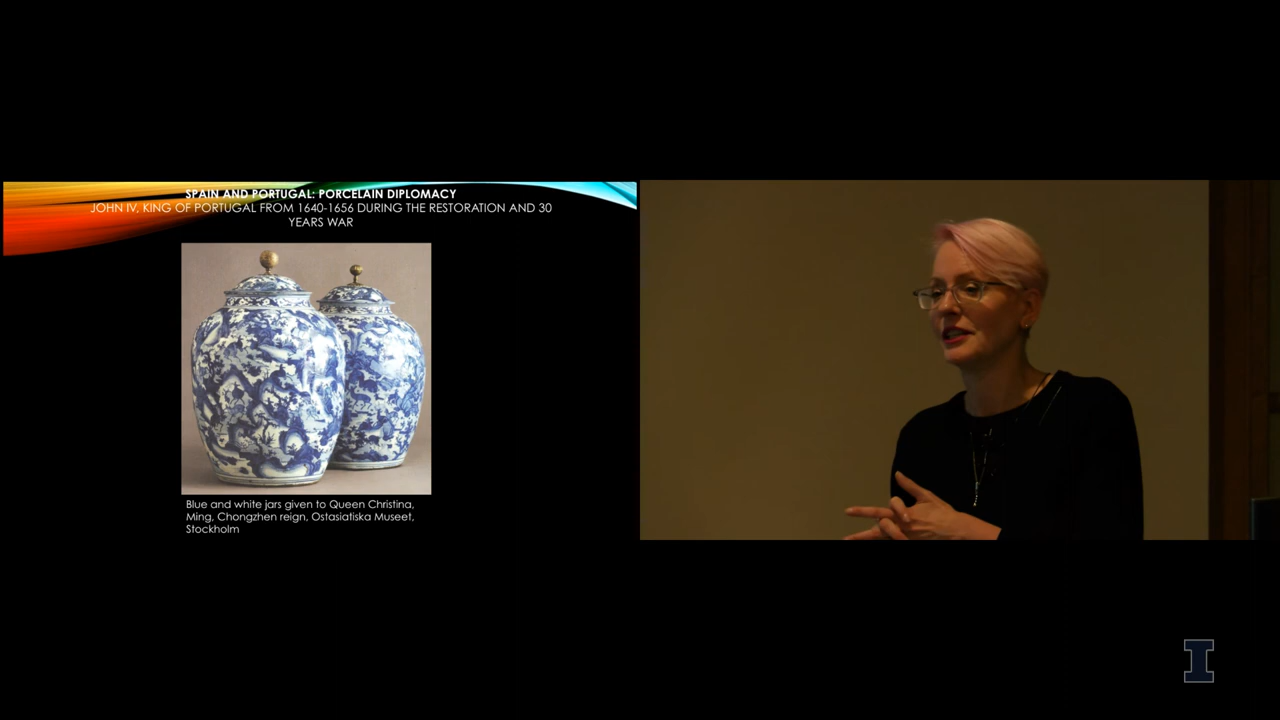 SPAIN AND PORTUGAL: PORCELAIN DIPLOMACY
JOHN IV, KING OF PORTUGAL FROM 1640-1656 DURING THE RESTORATION AND 30
YEARS WAR
Blue and white jars given to Queen Christina,
Ming, Chongzhen reign, Ostasiatiska Museet,
Stockholm
I